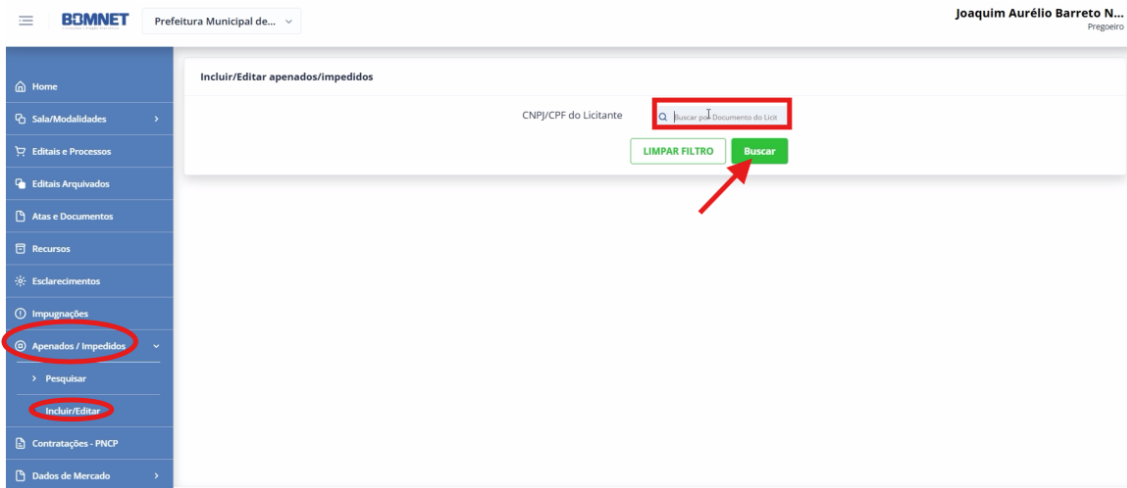 BBMNET
Prefeitura Municipal de...
Joaquim Aurélio Barreto N...
Pregoeiro
Home
Sala/Modalidades
Editais e Processos
Editais Arquivados
Atas e Documentos
Recursos
Esclarecimentos
Impugnações
Apenados / Impedidos
Pesquisar
Incluir/Editar
Contratações - PNCP
Dados de Mercado
Incluir/Editar apenados/impedidos
CNPJ/CPF do Licitante
Buscar por Documento do Licit
LIMPAR FILTRO
Buscar